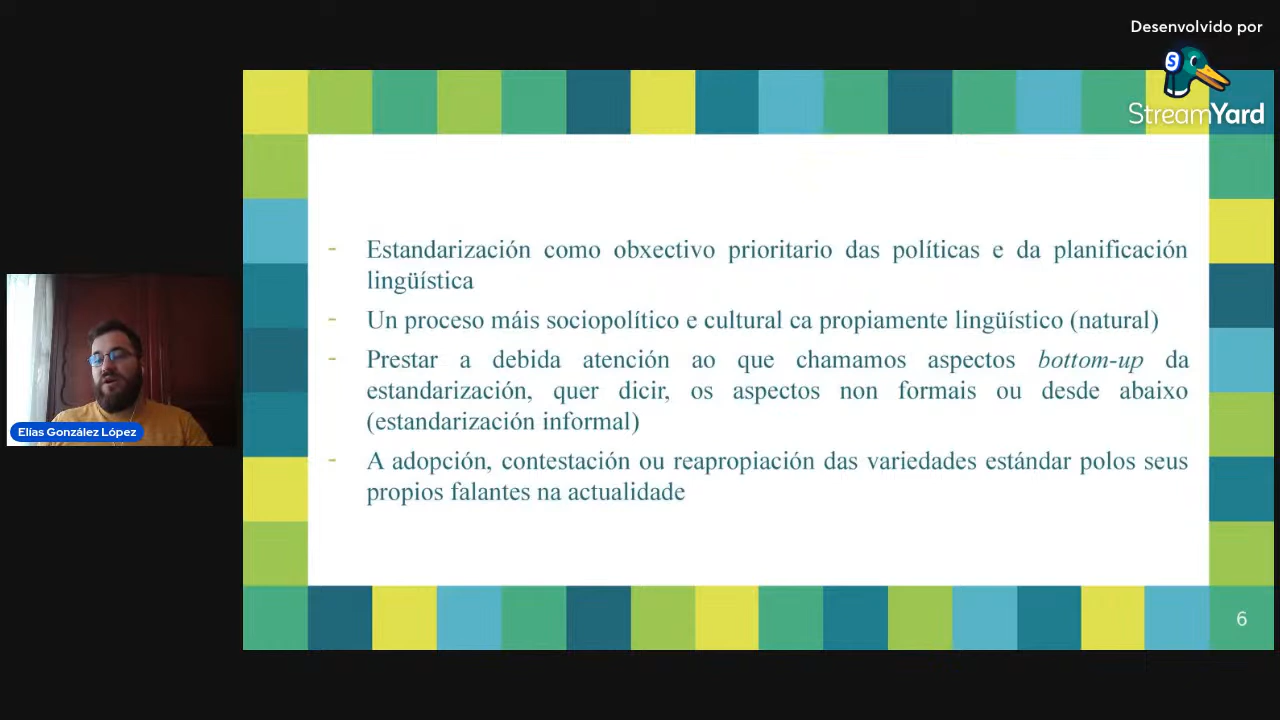 Desenvolvido por
StreamYard
- Estandarización como obxectivo prioritario das políticas e da planificación
lingüística
- Un proceso máis sociopolítico e cultural ca propiamente lingüístico (natural)
- Prestar a debida atención ao que chamamos aspectos bottom-up da
estandarización, quer dicir, os aspectos non formais ou desde abaixo
(estandarización informal)
- A adopción, contestación ou reapropiación das variedades estándar polos seus
propios falantes na actualidade
Elías González López
6